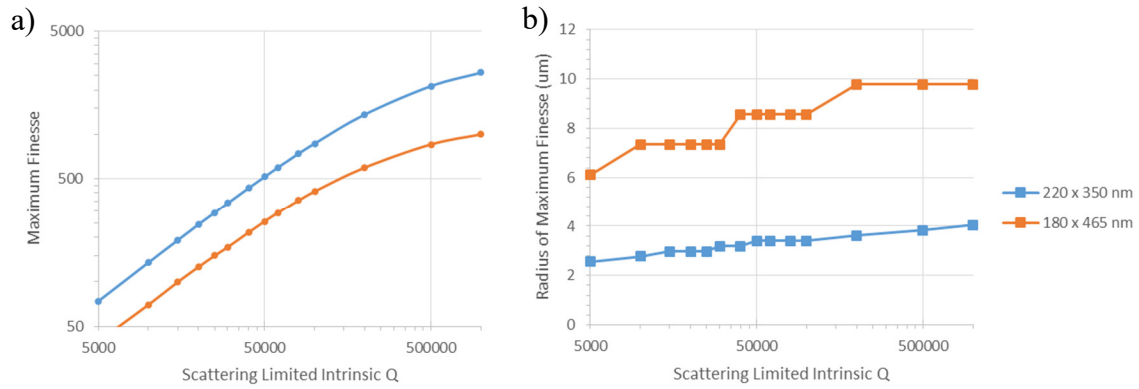 a)
5000
500
50
Maximum Finesse
5000
50000
500000
Scattering Limited Intrinsic Q
b)
12
10
8
6
4
2
0
Radius of Maximum Finesse (um)
5000
50000
500000
Scattering Limited Intrinsic Q
220 x 350 nm
180 x 465 nm